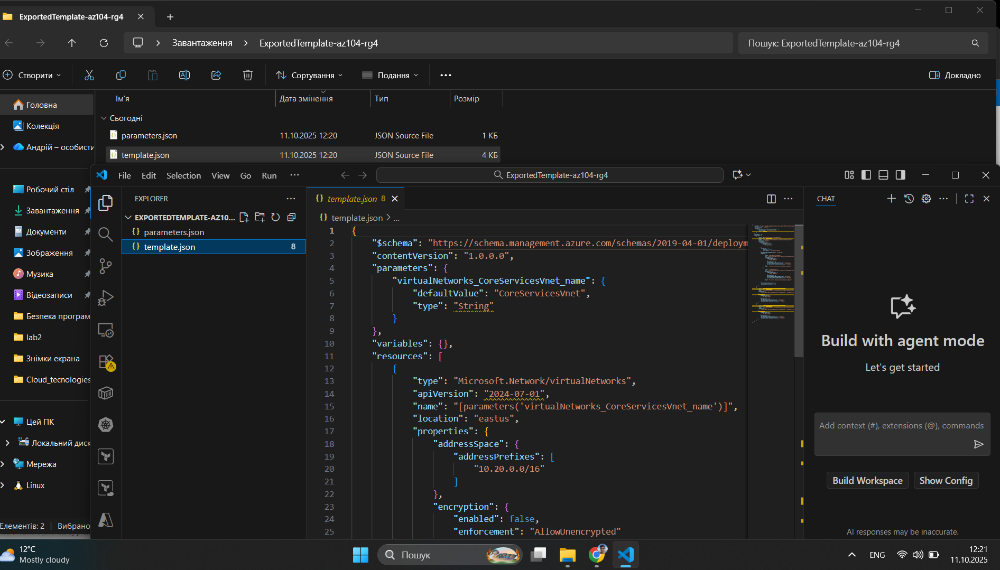 ExportedTemplate-az104-rg4
Завантаження
ExportedTemplate-az104-rg4
Пошук: ExportedTemplate-az104-rg4
Створити
Сортування
Подання
Докладно
Ім'я
Дата змінення
Тип
Розмір
Сьогодні
parameters.json 11.10.2025 12:20 JSON Source File 1 КБ
template.json 11.10.2025 12:20 JSON Source File 4 КБ
Головна
Колекція
Андрій – особисти
Робочий стіл
Завантаження
Документи
Зображення
Музика
Відеозаписи
Безпека програм
lab2
Знімки екрана
Cloud_tecnologies
Цей ПК
Локальний диск
Мережа
Linux
Елементів: 2
Вибрано
File Edit Selection View Go Run
ExportedTemplate-az104-rg4
EXPLORER
EXPORTEDTEMPLATE-AZ10...
parameters.json
template.json 8
template.json 8
template.json > ...
1 {
2 "$schema": "https://schema.management.azure.com/schemas/2019-04-01/deploym
3 "contentVersion": "1.0.0.0",
4 "parameters": {
5 "virtualNetworks_CoreServicesVnet_name": {
6 "defaultValue": "CoreServicesVnet",
7 "type": "String"
8 }
9 },
10 "variables": {},
11 "resources": [
12 {
13 "type": "Microsoft.Network/virtualNetworks",
14 "apiVersion": "2024-07-01",
15 "name": "[parameters('virtualNetworks_CoreServicesVnet_name')]",
16 "location": "eastus",
17 "properties": {
18 "addressSpace": {
19 "addressPrefixes": [
20 "10.20.0.0/16"
21 ]
22 },
23 "encryption": {
24 "enabled": false,
25 "enforcement": "AllowUnencrypted"
CHAT
Build with agent mode
Let's get started
Add context (#), extensions (@), commands
Build Workspace
Show Config
AI responses may be inaccurate.
12°C
Mostly cloudy
Пошук
ENG
12:21
11.10.2025